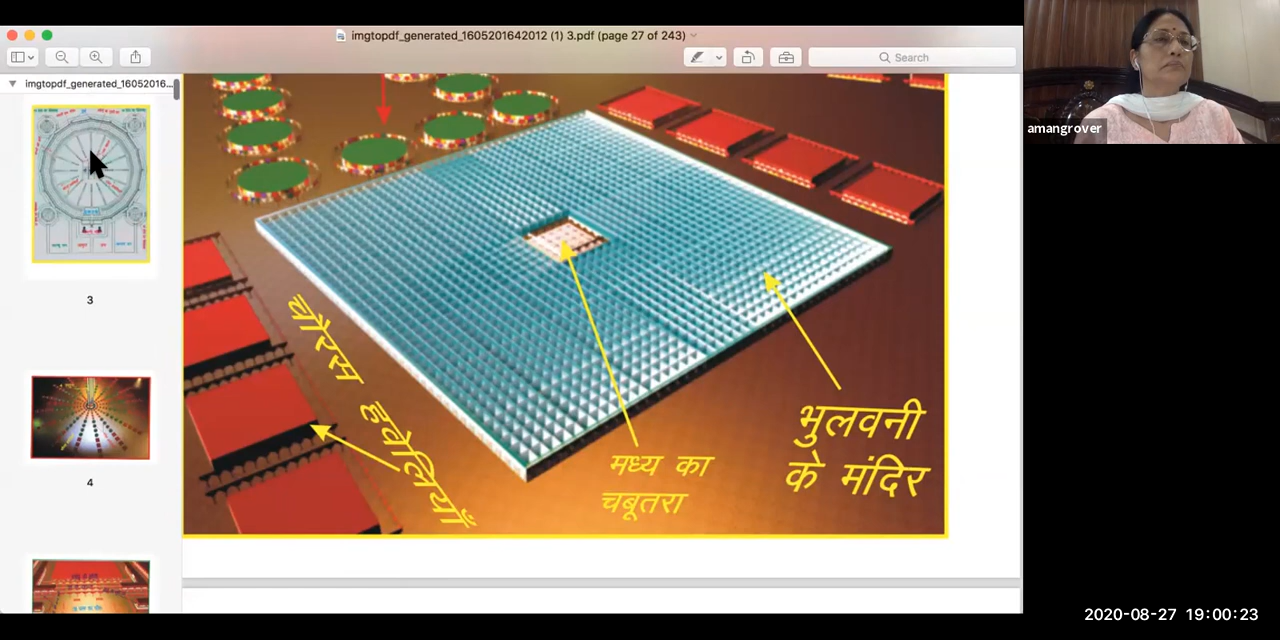 imgtopdf_generated_1605201642012 (1) 3.pdf (page 27 of 243)
Search
imgtopdf_generated_16052016...
3
4
चौरस हवेलियाँ
मध्य का
चबूतरा
भुलवनी
के मंदिर
amangrover
2020-08-27 19:00:23